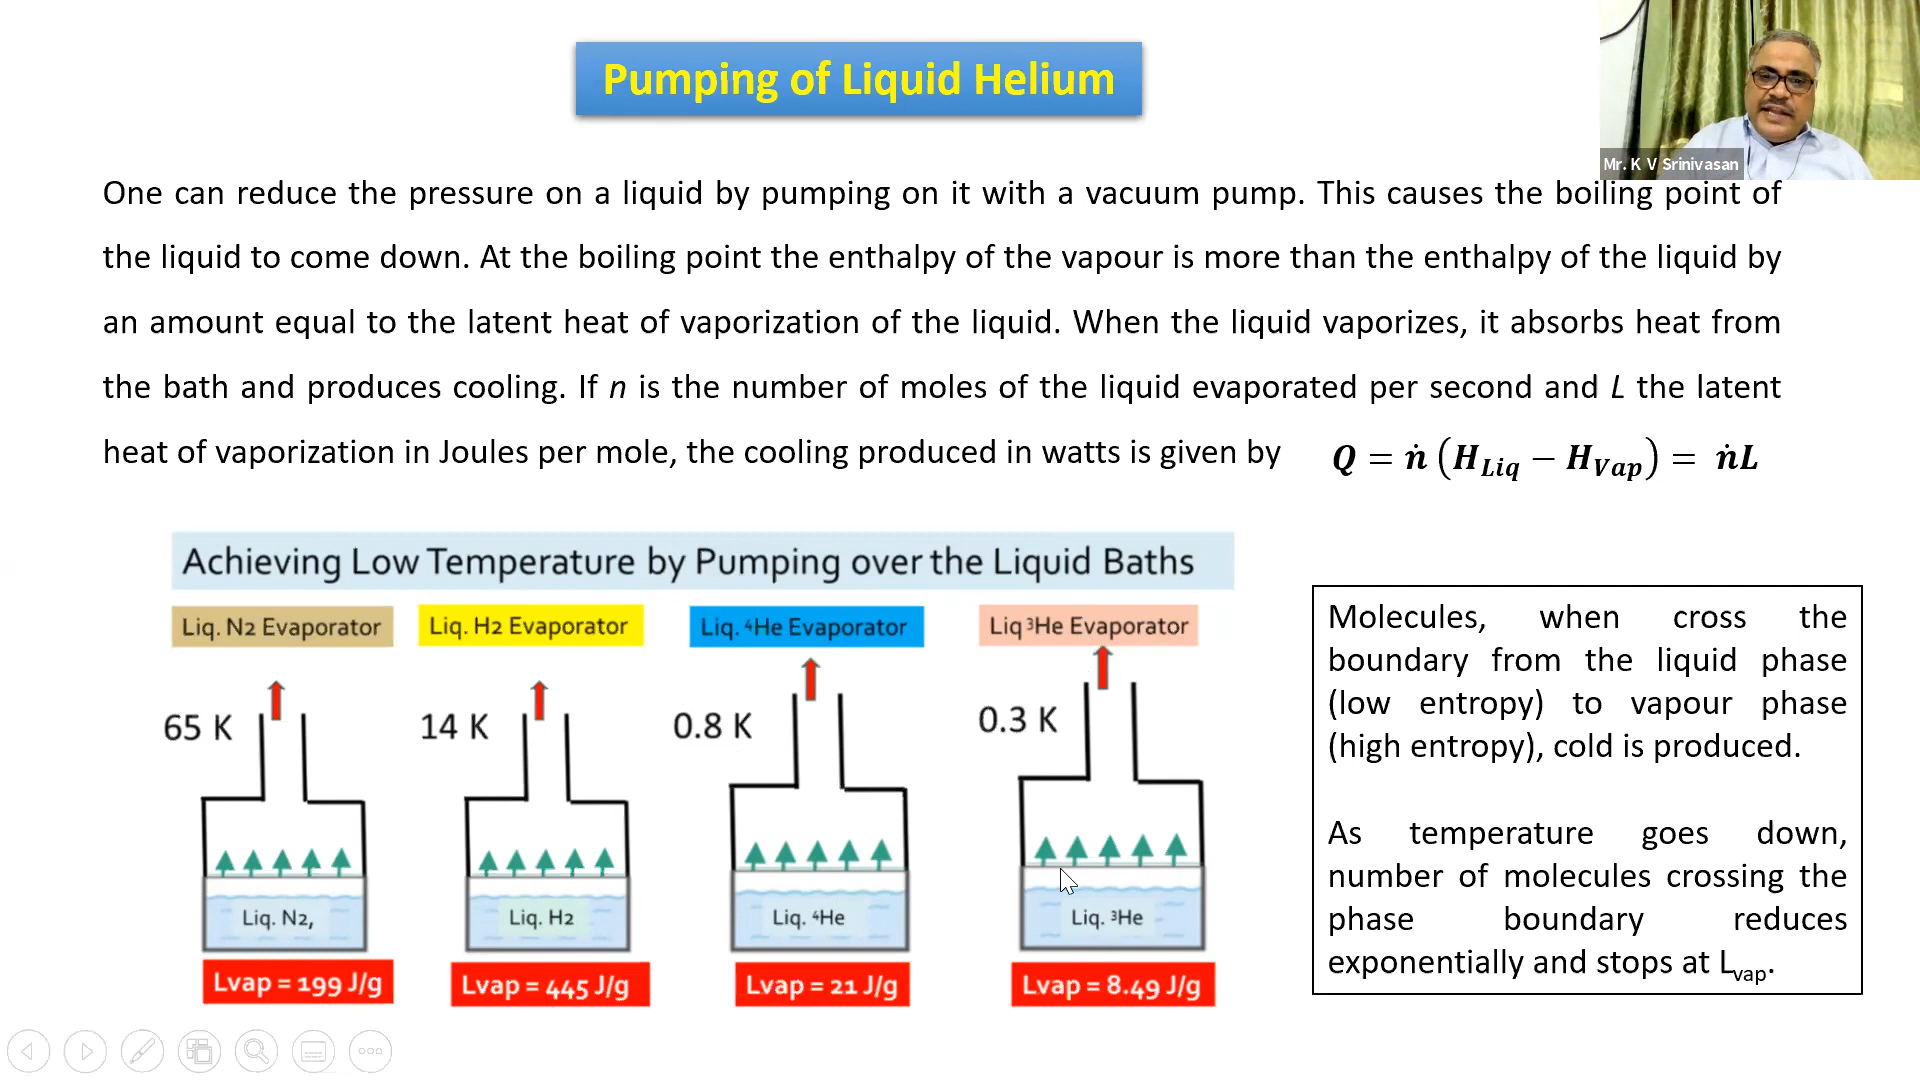 Pumping of Liquid Helium
Mr. K V Srinivasan
One can reduce the pressure on a liquid by pumping on it with a vacuum pump. This causes the boiling point of
the liquid to come down. At the boiling point the enthalpy of the vapour is more than the enthalpy of the liquid by
an amount equal to the latent heat of vaporization of the liquid. When the liquid vaporizes, it absorbs heat from
the bath and produces cooling. If n is the number of moles of the liquid evaporated per second and L the latent
heat of vaporization in Joules per mole, the cooling produced in watts is given by Q = ṅ (H_Liq − H_Vap) = ṅL
Achieving Low Temperature by Pumping over the Liquid Baths
Liq. N2 Evaporator
Liq. H2 Evaporator
Liq. ⁴He Evaporator
Liq ³He Evaporator
65 K
14 K
0.8 K
0.3 K
Liq. N2,
Liq. H2
Liq. ⁴He
Liq. ³He
Lvap = 199 J/g
Lvap = 445 J/g
Lvap = 21 J/g
Lvap = 8.49 J/g
Molecules, when cross the
boundary from the liquid phase
(low entropy) to vapour phase
(high entropy), cold is produced.
As temperature goes down,
number of molecules crossing the
phase boundary reduces
exponentially and stops at L_vap.